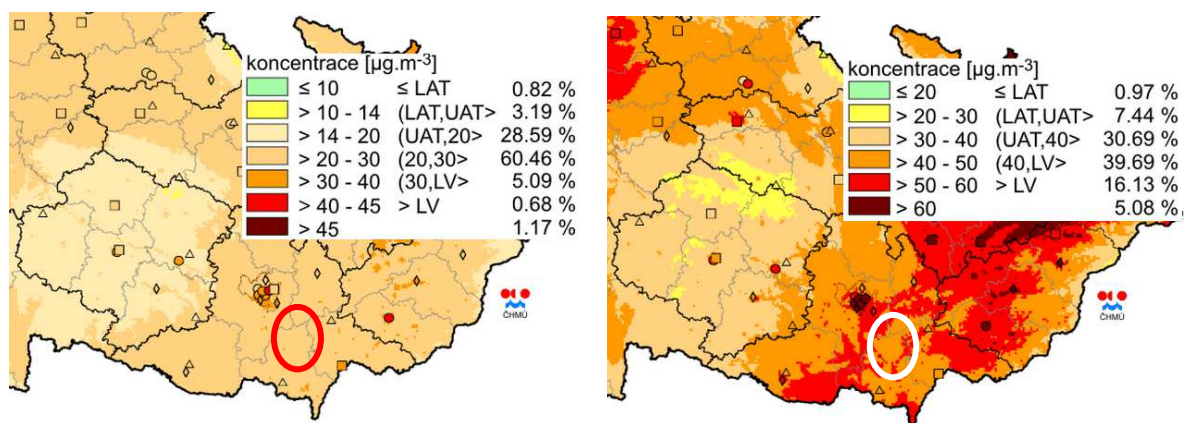 koncentrace [µg.m⁻³]
≤ 10 ≤ LAT 0.82 %
> 10 - 14 (LAT,UAT> 3.19 %
> 14 - 20 (UAT,20> 28.59 %
> 20 - 30 (20,30> 60.46 %
> 30 - 40 (30,LV> 5.09 %
> 40 - 45 > LV 0.68 %
> 45 1.17 %
ČHMÚ
koncentrace [µg.m⁻³]
≤ 20 ≤ LAT 0.97 %
> 20 - 30 (LAT,UAT> 7.44 %
> 30 - 40 (UAT,40> 30.69 %
> 40 - 50 (40,LV> 39.69 %
> 50 - 60 > LV 16.13 %
> 60 5.08 %
ČHMÚ